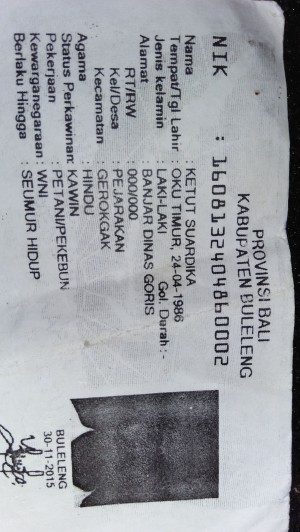 PROVINSI BALI
KABUPATEN BULELENG
NIK : 1608132404860002
Nama : KETUT SUARDIKA
Tempat/Tgl Lahir : OKU TIMUR, 24-04-1986
Jenis kelamin : LAKI-LAKI Gol. Darah : -
Alamat : BANJAR DINAS GORIS
RT/RW : 000/000
Kel/Desa : PEJARAKAN
Kecamatan : GEROKGAK
Agama : HINDU
Status Perkawinan: KAWIN
Pekerjaan : PETANI/PEKEBUN
Kewarganegaraan : WNI
Berlaku Hingga : SEUMUR HIDUP
BULELENG
30-11-2015